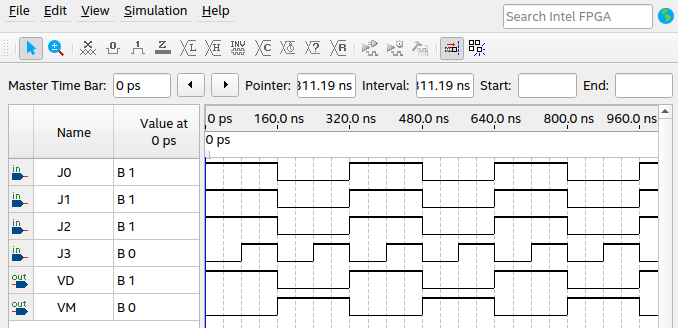 File Edit View Simulation Help
Search Intel FPGA
Master Time Bar: 0 ps Pointer: 311.19 ns Interval: 311.19 ns Start: End:
Name Value at 0 ps
0 ps 160.0 ns 320.0 ns 480.0 ns 640.0 ns 800.0 ns 960.0 ns
0 ps
in J0 B 1
in J1 B 1
in J2 B 1
in J3 B 0
out VD B 1
out VM B 0